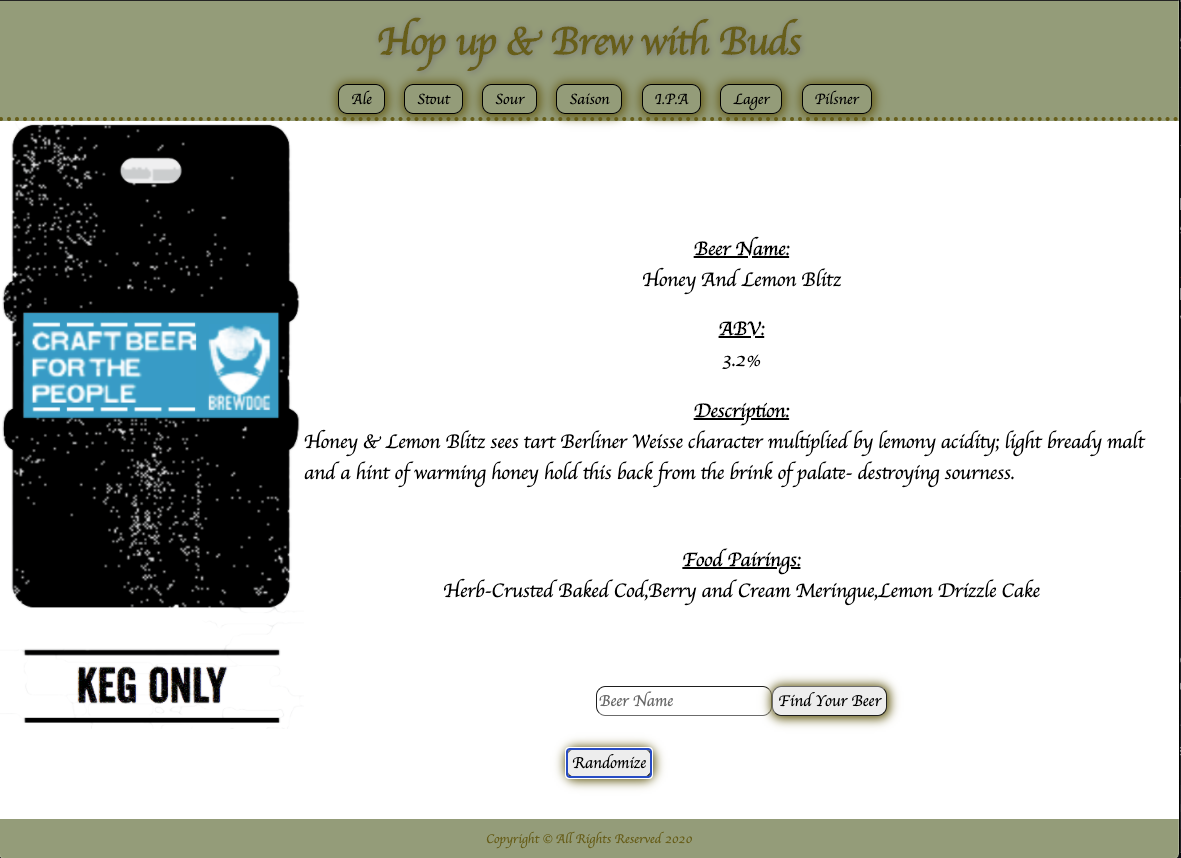 Hop up & Brew with Buds
Ale Stout Sour Saison I.P.A Lager Pilsner
CRAFT BEER
FOR THE
PEOPLE
BREWDOG
KEG ONLY
Beer Name:
Honey And Lemon Blitz
ABV:
3.2%
Description:
Honey & Lemon Blitz sees tart Berliner Weisse character multiplied by lemony acidity; light bready malt
and a hint of warming honey hold this back from the brink of palate- destroying sourness.
Food Pairings:
Herb-Crusted Baked Cod,Berry and Cream Meringue,Lemon Drizzle Cake
Beer Name Find Your Beer
Randomize
Copyright © All Rights Reserved 2020